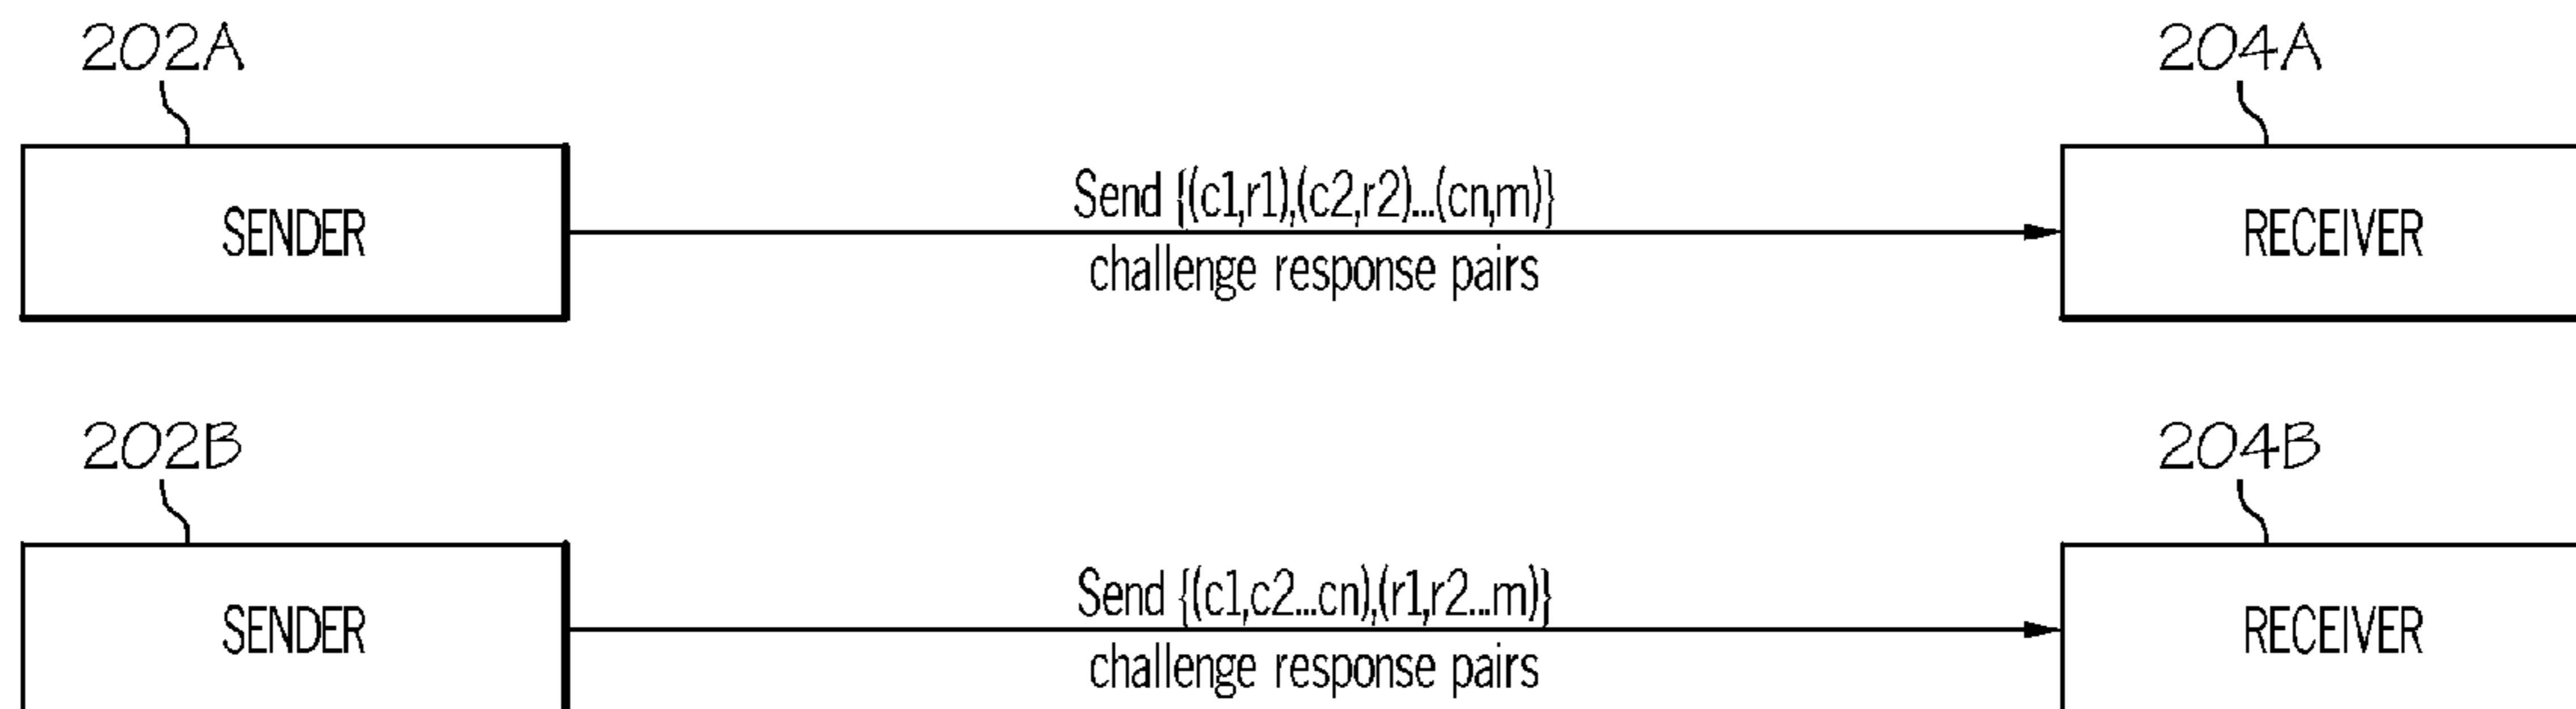 202A
204A
SENDER
Send {(c1,r1),(c2,r2)...(cn,rn)}
challenge response pairs
RECEIVER
202B
204B
SENDER
Send {(c1,c2...cn),(r1,r2...rn)}
challenge response pairs
RECEIVER